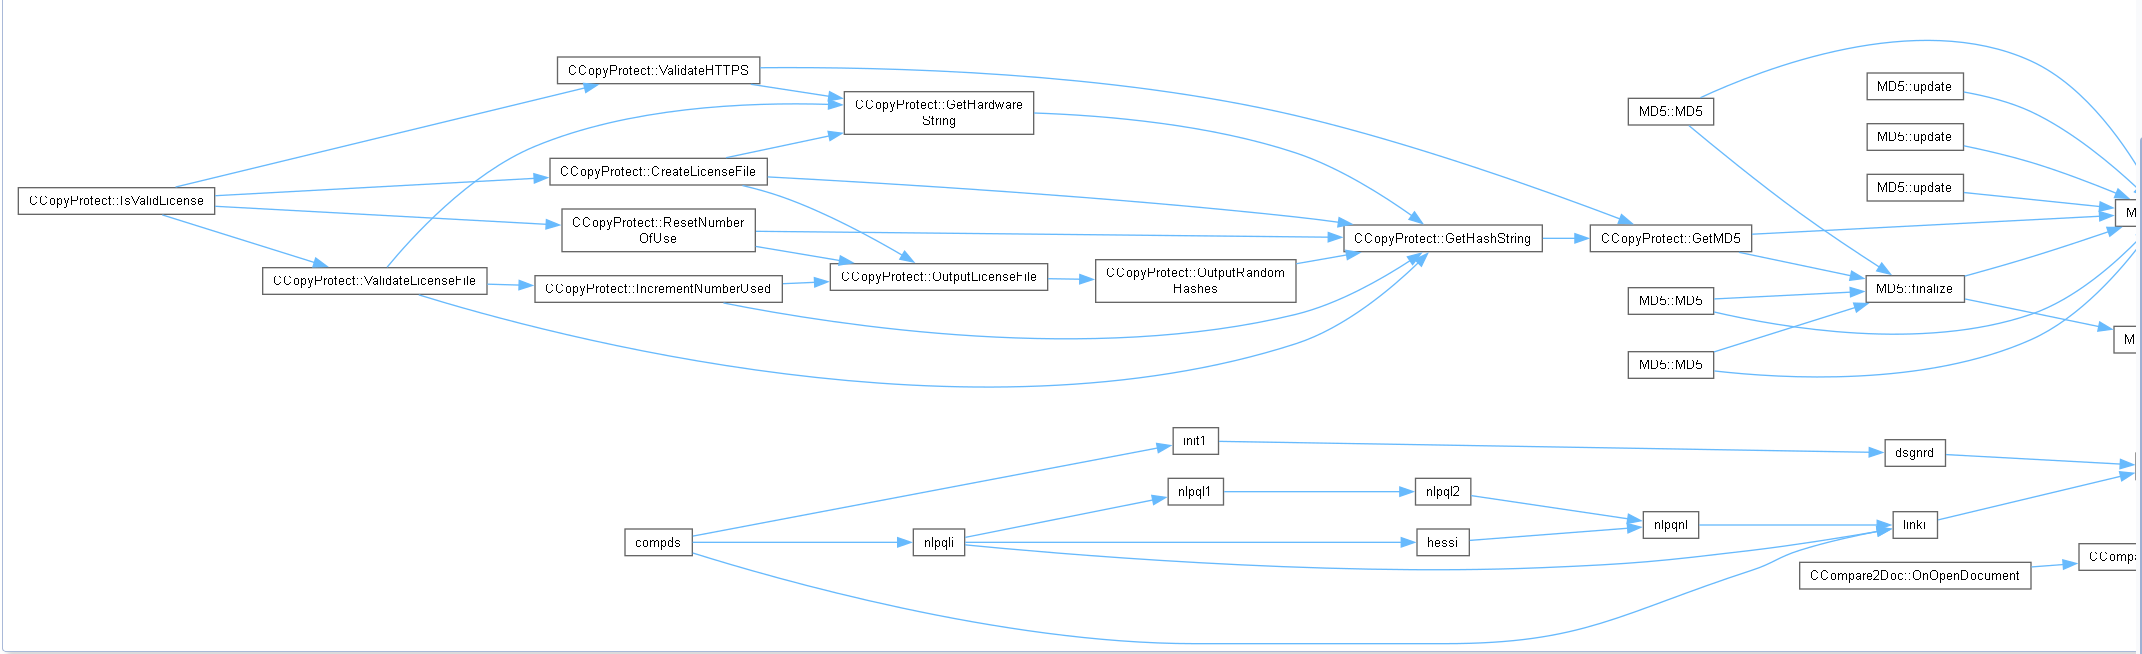 CCopyProtect::ValidateHTTPS
CCopyProtect::GetHardware
String
MD5::MD5
MD5::update
MD5::update
MD5::update
CCopyProtect::CreateLicenseFile
CCopyProtect::IsValidLicense
CCopyProtect::ResetNumber
OfUse
CCopyProtect::GetHashString
CCopyProtect::GetMD5
M
CCopyProtect::ValidateLicenseFile
CCopyProtect::IncrementNumberUsed
CCopyProtect::OutputLicenseFile
CCopyProtect::OutputRandom
Hashes
MD5::finalize
MD5::MD5
M
MD5::MD5
init1
dsgnrd
nlpql1
nlpql2
nlpqnl
linki
compds
nlpqli
hessi
CCompa
CCompare2Doc::OnOpenDocument